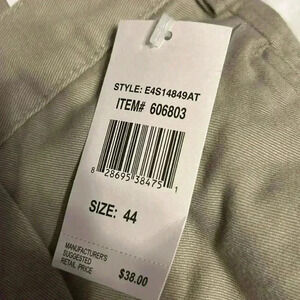 STYLE: E4S14849AT
ITEM# 606803
8 28695 38475 1
SIZE: 44
MANUFACTURER'S
SUGGESTED
RETAIL PRICE
$38.00